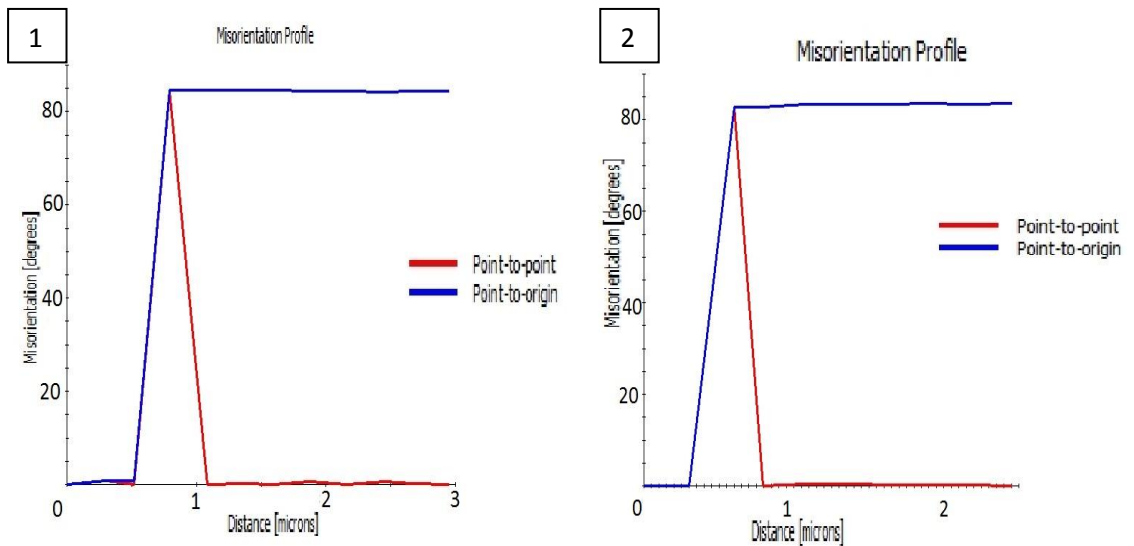 1
Misorientation Profile
Misorientation [degrees]
80
60
40
20
0
1
2
3
Distance [microns]
Point-to-point
Point-to-origin
2
Misorientation Profile
Misorientation [degrees]
80
60
40
20
0
1
2
Distance [microns]
Point-to-point
Point-to-origin